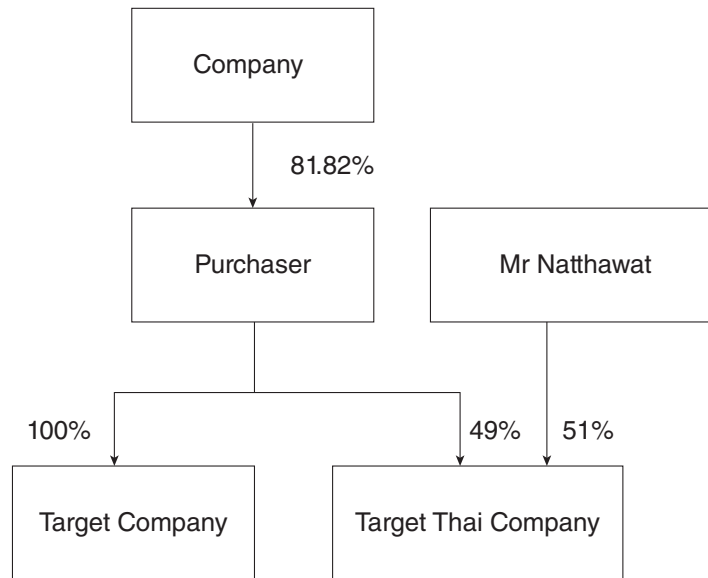 Company
81.82%
Purchaser
Mr Natthawat
100%
49%
51%
Target Company
Target Thai Company